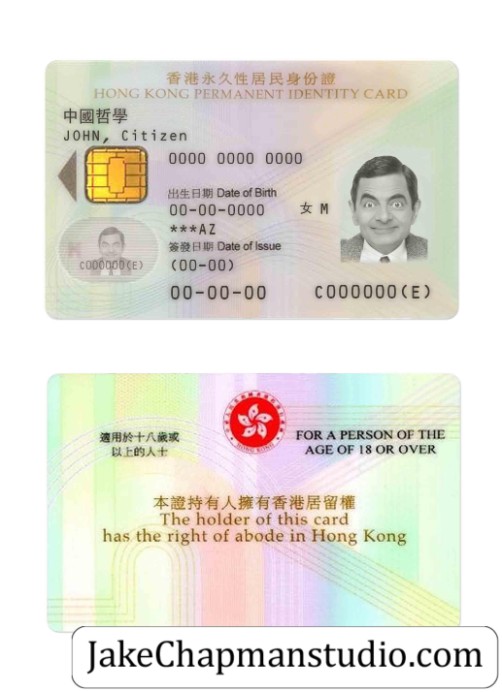 香港永久性居民身份證
HONG KONG PERMANENT IDENTITY CARD
中國哲學
JOHN, Citizen
0000 0000 0000
出生日期 Date of Birth
00-00-0000 女 M
***AZ
簽發日期 Date of Issue
(00-00)
C000000(E)
00-00-00 C000000(E)
適用於十八歲或
以上的人士
FOR A PERSON OF THE
AGE OF 18 OR OVER
本證持有人擁有香港居留權
The holder of this card
has the right of abode in Hong Kong
JakeChapmanstudio.com